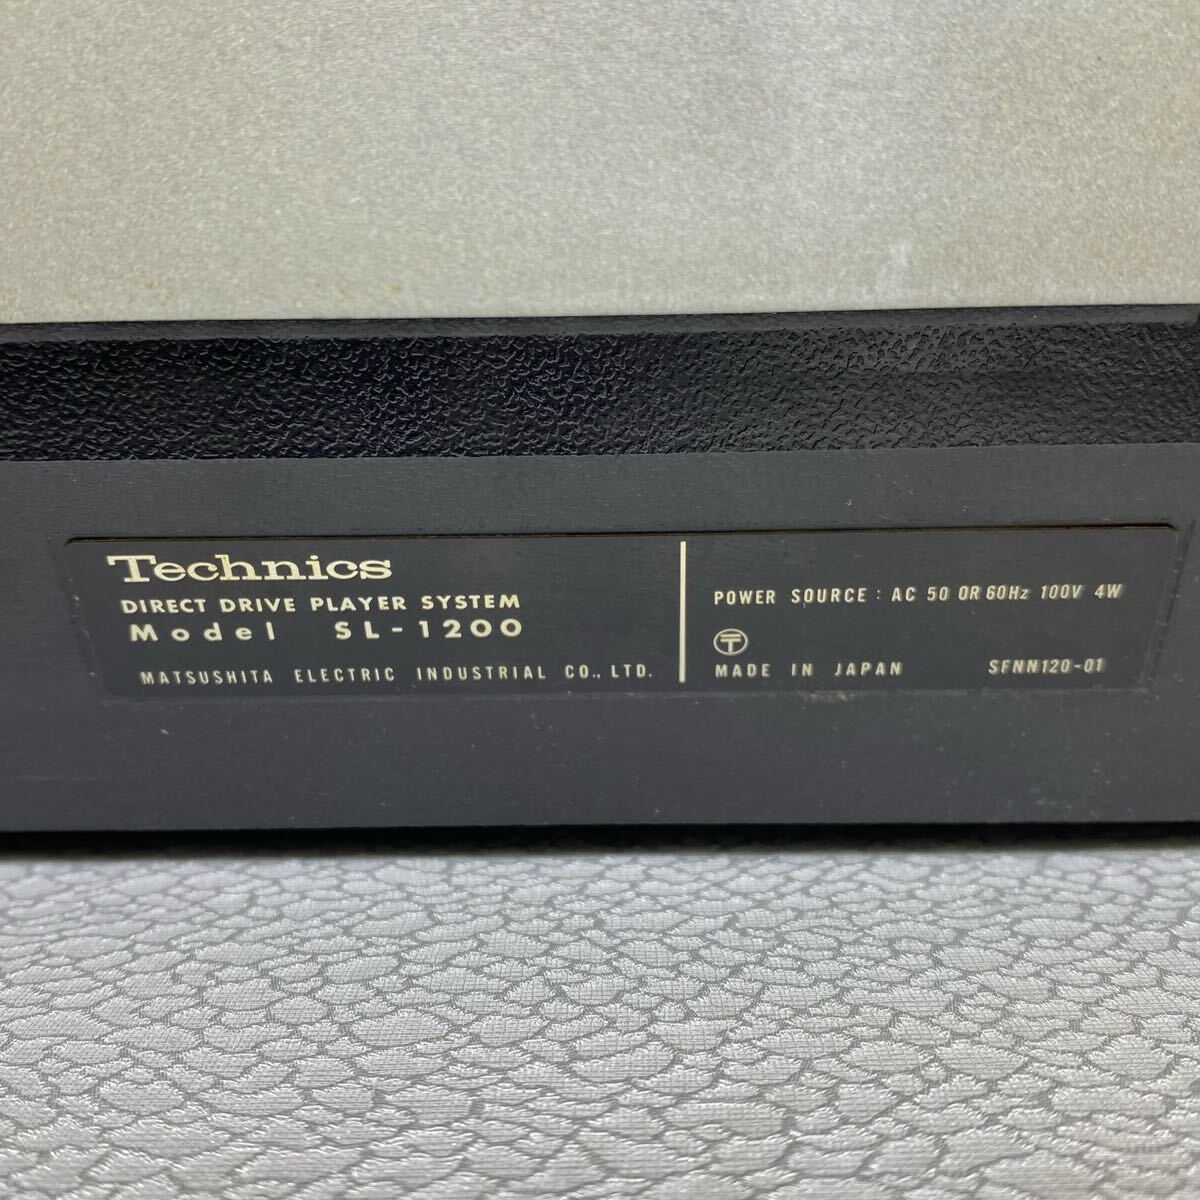 Technics
DIRECT DRIVE PLAYER SYSTEM
Model SL-1200
MATSUSHITA ELECTRIC INDUSTRIAL CO., LTD.
POWER SOURCE : AC 50 OR 60Hz 100V 4W
〒
MADE IN JAPAN SFNN120-01